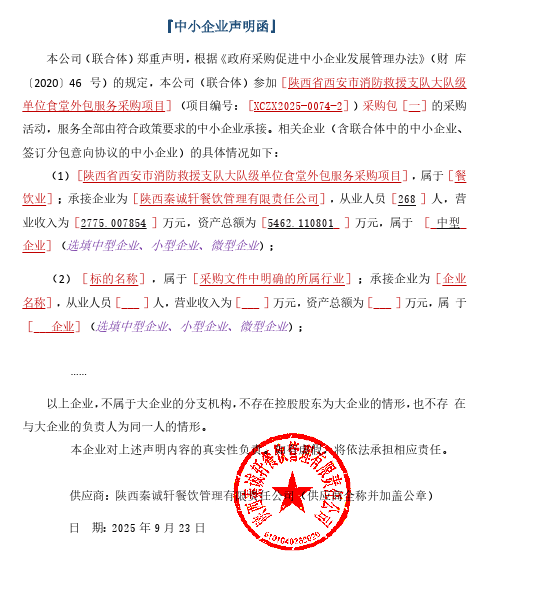 『中小企业声明函』
本公司（联合体）郑重声明，根据《政府采购促进中小企业发展管理办法》（财 库
〔2020〕46 号）的规定，本公司（联合体）参加［陕西省西安市消防救援支队大队级
单位食堂外包服务采购项目］（项目编号：［XCZX2025-0074-2］）采购包［一］的采购
活动，服务全部由符合政策要求的中小企业承接。相关企业（含联合体中的中小企业、
签订分包意向协议的中小企业）的具体情况如下：
（1）［陕西省西安市消防救援支队大队级单位食堂外包服务采购项目］，属于［餐
饮业］；承接企业为［陕西秦诚轩餐饮管理有限责任公司］，从业人员［268 ］人，营
业收入为［2775.007854 ］万元，资产总额为［5462.110801 ］万元，属于 ［ 中型
企业］（选填中型企业、小型企业、微型企业）；
（2）［标的名称］，属于［采购文件中明确的所属行业］；承接企业为［企业
名称］，从业人员［___ ］人，营业收入为［___ ］万元，资产总额为［___ ］万元，属 于
［___企业］（选填中型企业、小型企业、微型企业）；
……
以上企业，不属于大企业的分支机构，不存在控股股东为大企业的情形，也不存 在
与大企业的负责人为同一人的情形。
本企业对上述声明内容的真实性负责。如有虚假，将依法承担相应责任。
供应商：陕西秦诚轩餐饮管理有限责任公司（供应商全称并加盖公章）
日 期：2025 年 9 月 23 日
陕西秦诚轩餐饮管理有限责任公司